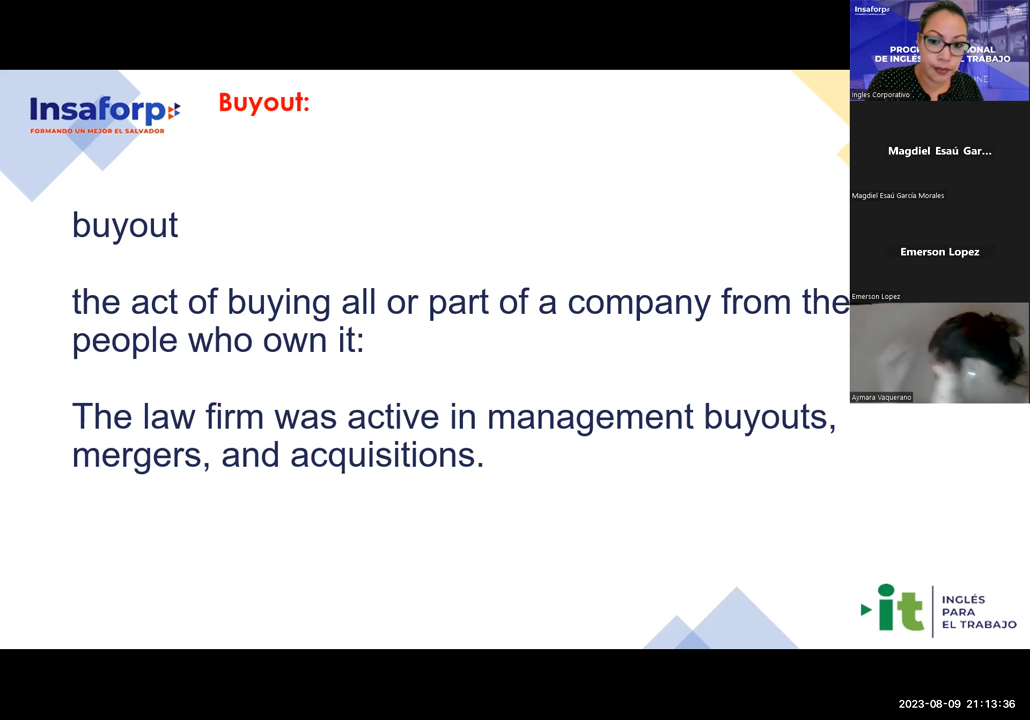 Insaforp
FORMANDO UN MEJOR EL SALVADOR
Buyout:
buyout
the act of buying all or part of a company from the
people who own it:
The law firm was active in management buyouts,
mergers, and acquisitions.
Insaforp
DE INGLÉS
EL TRABAJO
Ingles Corporativo
Magdiel Esaú Gar...
Magdiel Esaú García Morales
Emerson Lopez
Emerson Lopez
Aymara Vaquerano
it
INGLÉS
PARA
EL TRABAJO
2023-08-09 21:13:36